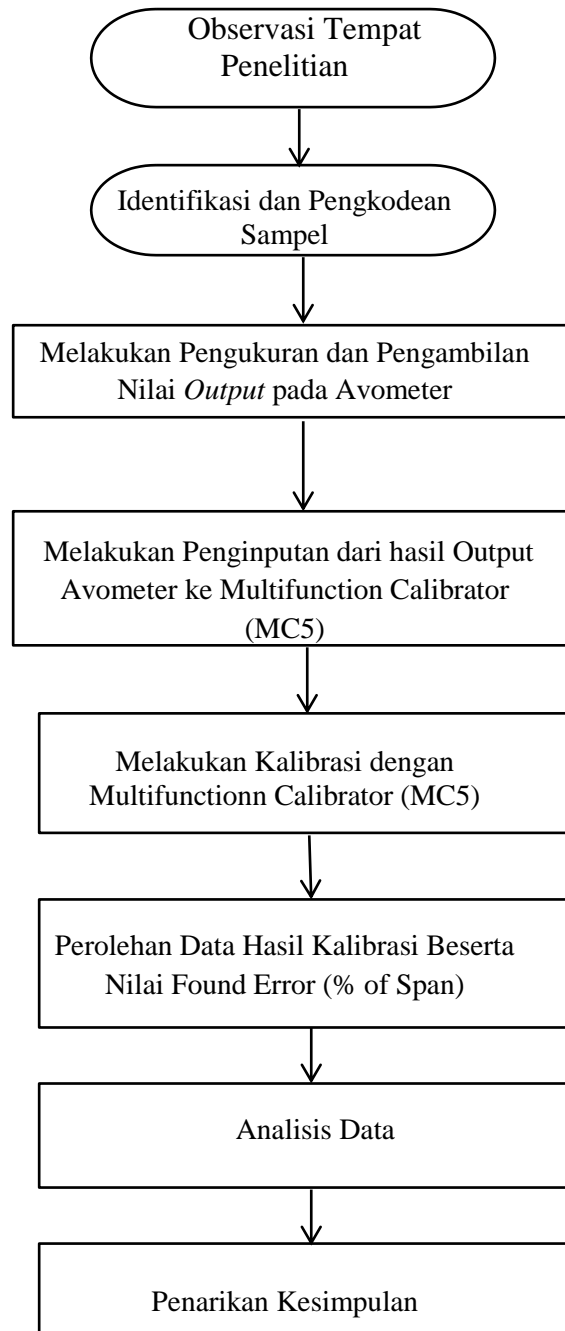 Observasi Tempat
Penelitian
Identifikasi dan Pengkodean
Sampel
Melakukan Pengukuran dan Pengambilan
Nilai Output pada Avometer
Melakukan Penginputan dari hasil Output
Avometer ke Multifunction Calibrator
(MC5)
Melakukan Kalibrasi dengan
Multifunctionn Calibrator (MC5)
Perolehan Data Hasil Kalibrasi Beserta
Nilai Found Error (% of Span)
Analisis Data
Penarikan Kesimpulan